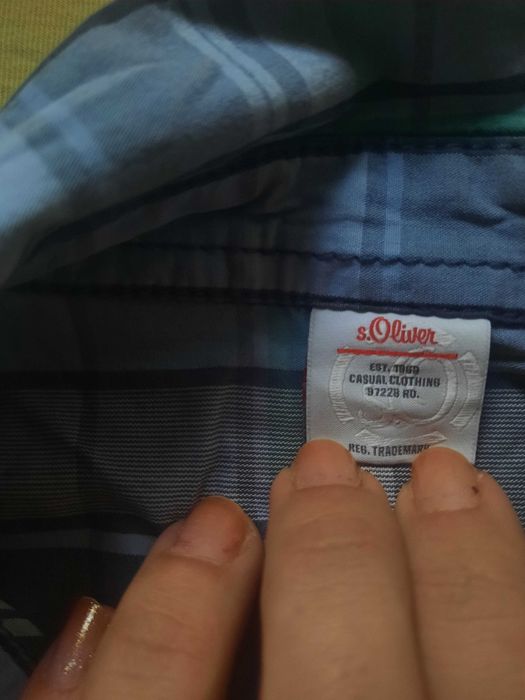 s.Oliver
EST. 1969
CASUAL CLOTHING
97228 RO.
REG. TRADEMARK